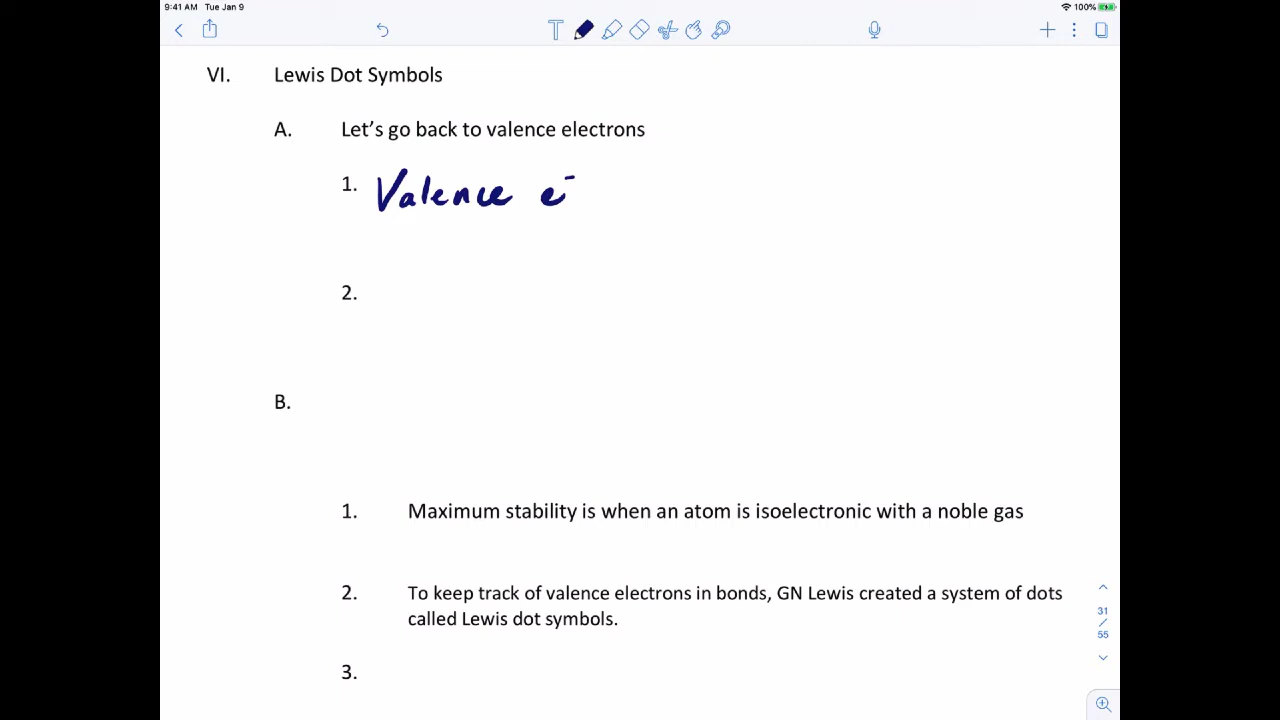 9:41 AM Tue Jan 9
100%
VI. Lewis Dot Symbols
A. Let's go back to valence electrons
1. Valence e⁻
2.
B.
1. Maximum stability is when an atom is isoelectronic with a noble gas
2. To keep track of valence electrons in bonds, GN Lewis created a system of dots
called Lewis dot symbols.
3.
31
/
55